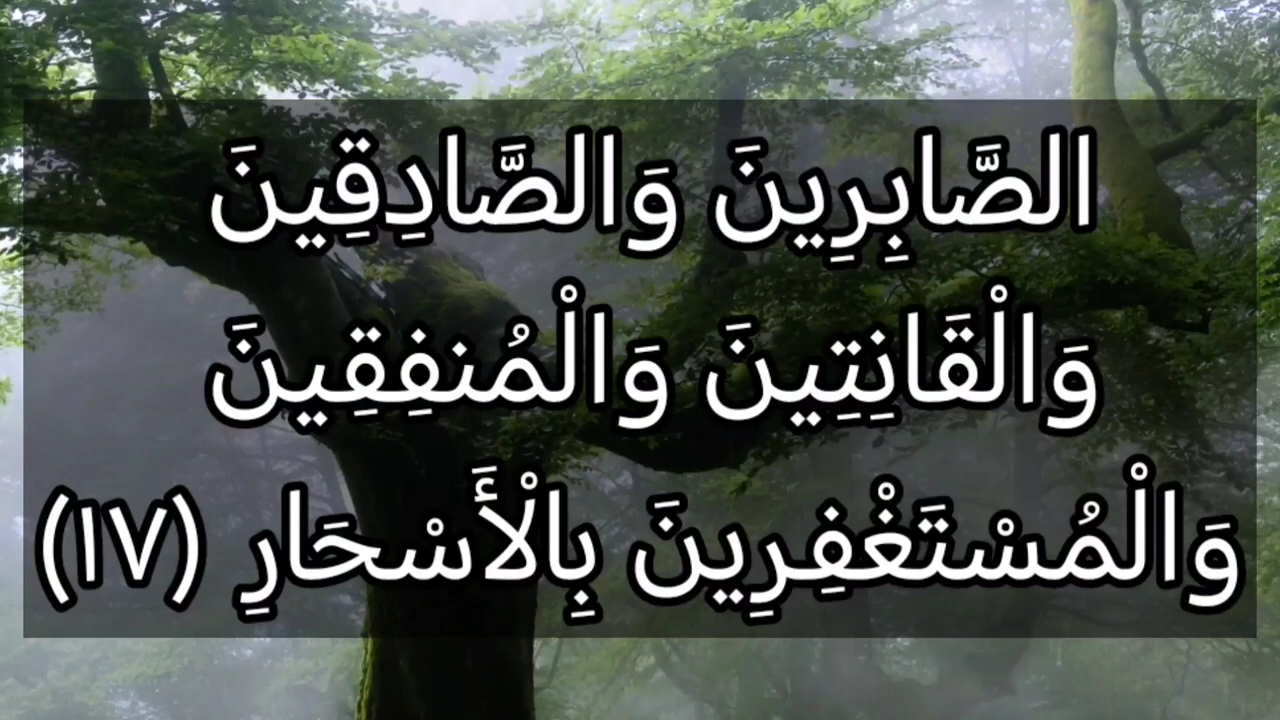 الصَّابِرِينَ وَالصَّادِقِينَ
وَالْقَانِتِينَ وَالْمُنفِقِينَ
وَالْمُسْتَغْفِرِينَ بِالْأَسْحَارِ (١٧)